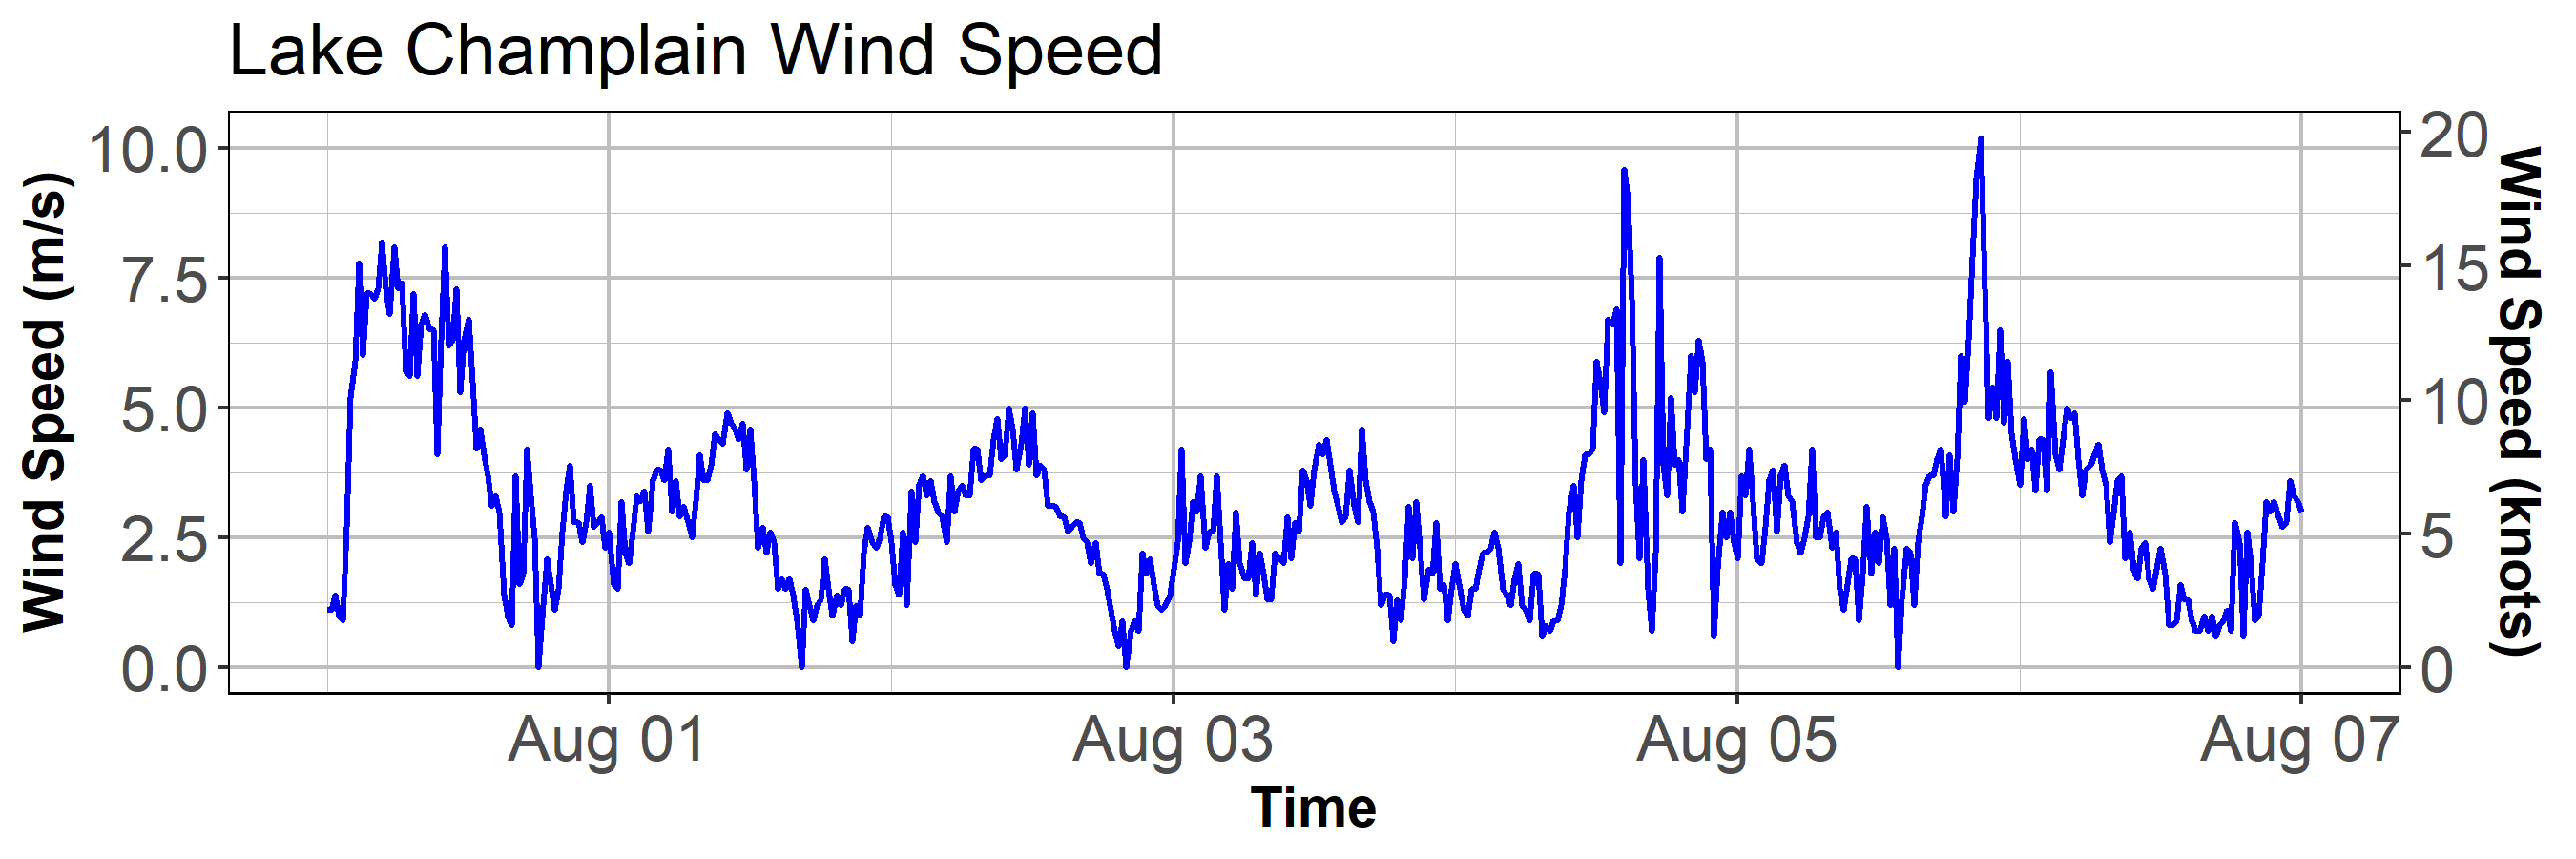 Lake Champlain Wind Speed
Wind Speed (m/s)
10.0
7.5
5.0
2.5
0.0
20
15
10
5
0
Wind Speed (knots)
Aug 01 Aug 03 Aug 05 Aug 07
Time